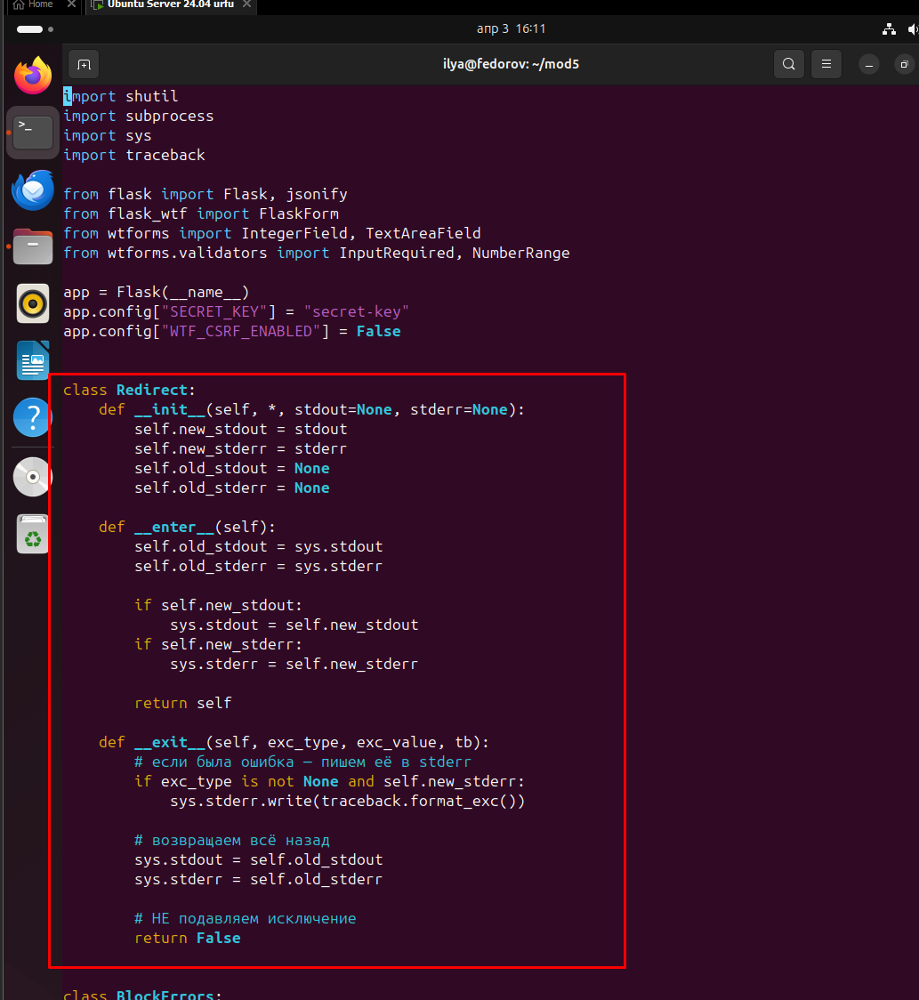 Home
Ubuntu Server 24.04 urfu
апр 3 16:11
ilya@fedorov: ~/mod5
import shutil
import subprocess
import sys
import traceback
from flask import Flask, jsonify
from flask_wtf import FlaskForm
from wtforms import IntegerField, TextAreaField
from wtforms.validators import InputRequired, NumberRange
app = Flask(__name__)
app.config["SECRET_KEY"] = "secret-key"
app.config["WTF_CSRF_ENABLED"] = False
class Redirect:
    def __init__(self, *, stdout=None, stderr=None):
        self.new_stdout = stdout
        self.new_stderr = stderr
        self.old_stdout = None
        self.old_stderr = None
    def __enter__(self):
        self.old_stdout = sys.stdout
        self.old_stderr = sys.stderr
        if self.new_stdout:
            sys.stdout = self.new_stdout
        if self.new_stderr:
            sys.stderr = self.new_stderr
        return self
    def __exit__(self, exc_type, exc_value, tb):
        # если была ошибка — пишем её в stderr
        if exc_type is not None and self.new_stderr:
            sys.stderr.write(traceback.format_exc())
        # возвращаем всё назад
        sys.stdout = self.old_stdout
        sys.stderr = self.old_stderr
        # НЕ подавляем исключение
        return False
class BlockErrors: